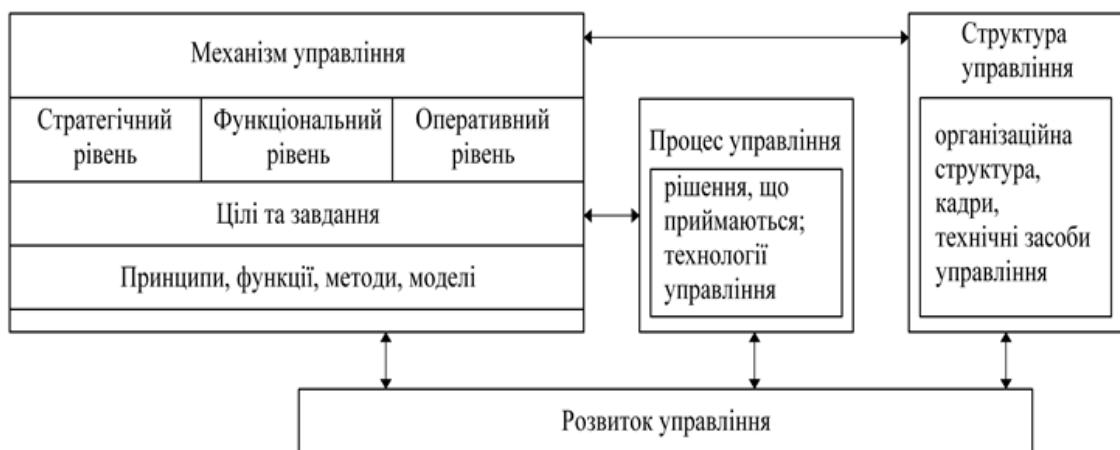 Механізм управління
Стратегічний
рівень
Функціональний
рівень
Оперативний
рівень
Цілі та завдання
Принципи, функції, методи, моделі
Процес управління
рішення, що
приймаються;
технології
управління
Структура
управління
організаційна
структура,
кадри,
технічні засоби
управління
Розвиток управління